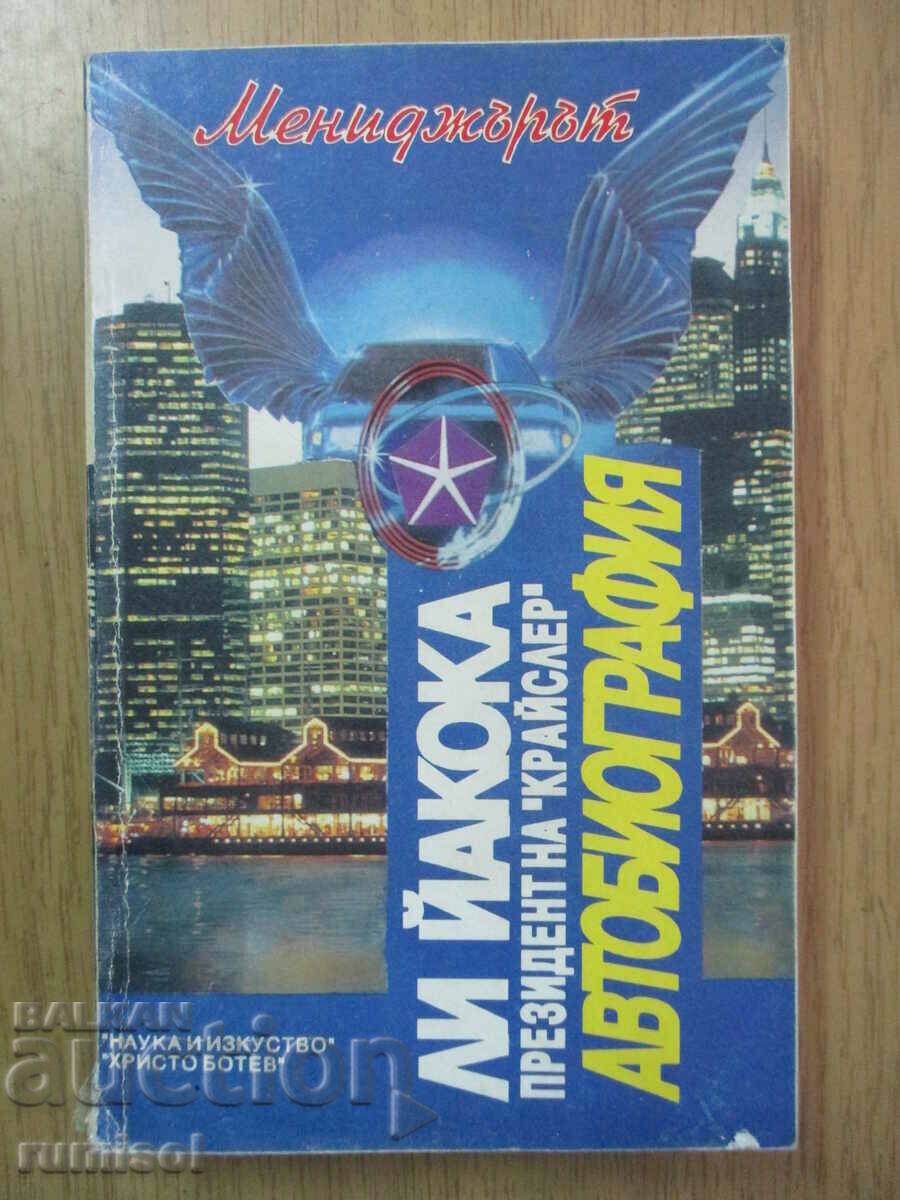 Мениджърът
ЛИ ЙАКОКА
ПРЕЗИДЕНТ НА "КРАЙСЛЕР"
АВТОБИОГРАФИЯ
"НАУКА И ИЗКУСТВО"
"ХРИСТО БОТЕВ"
BALKAN
auction
rumisol